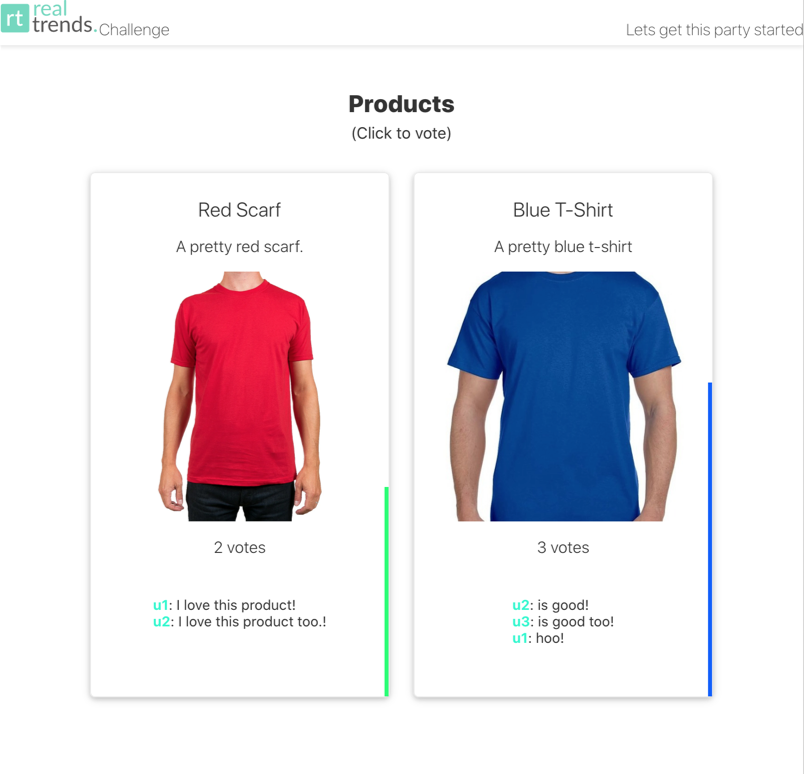 rt real
trends.Challenge
Lets get this party started
Products
(Click to vote)
Red Scarf
A pretty red scarf.
2 votes
u1: I love this product!
u2: I love this product too.!
Blue T-Shirt
A pretty blue t-shirt
3 votes
u2: is good!
u3: is good too!
u1: hoo!